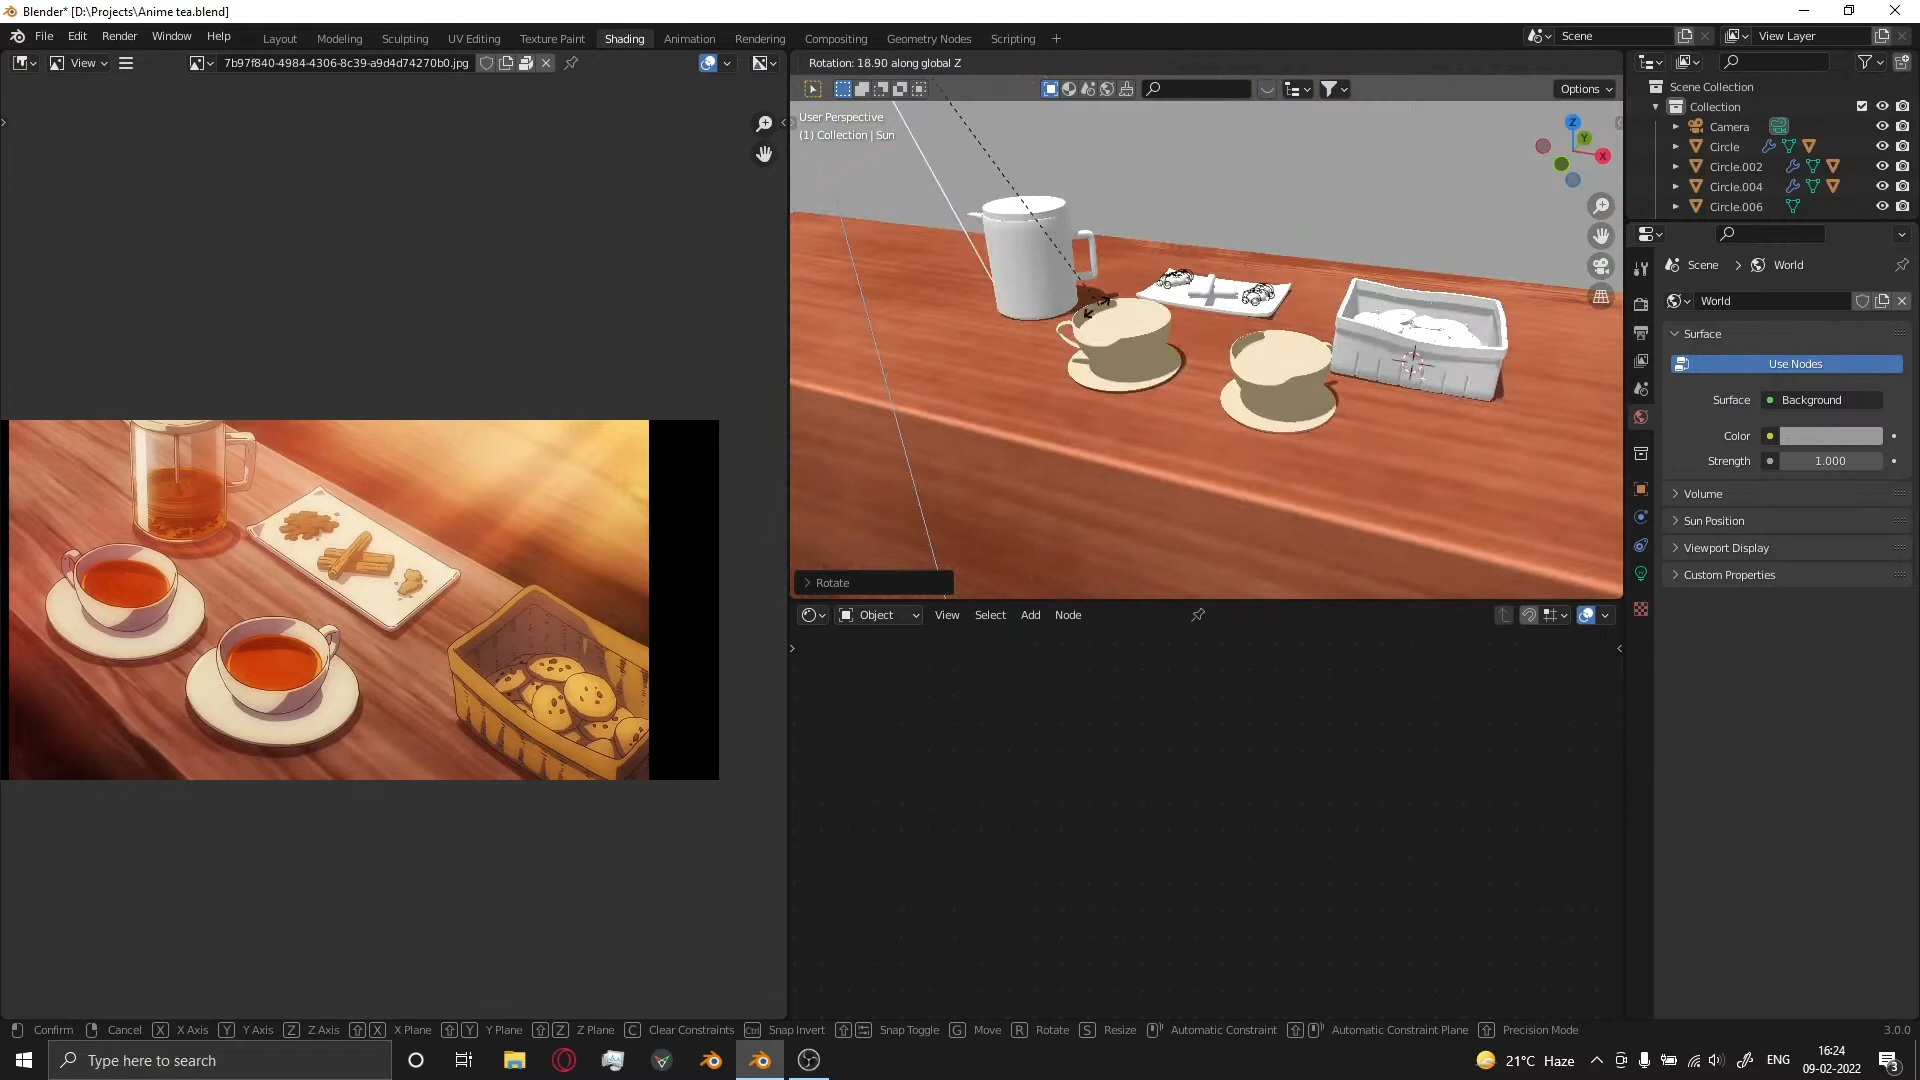 Blender* [D:\Projects\Anime tea.blend]
File Edit Render Window Help
Layout Modeling Sculpting UV Editing Texture Paint Shading Animation Rendering Compositing Geometry Nodes Scripting +
Scene View Layer
View 7b97f840-4984-4306-8c39-a9d4d74270b0.jpg
Rotation: 18.90 along global Z
Options
User Perspective
(1) Collection | Sun
Z
Y
X
Rotate
Scene Collection
Collection
Camera
Circle
Circle.002
Circle.004
Circle.006
Scene > World
World
Surface
Use Nodes
Surface Background
Color
Strength 1.000
Volume
Sun Position
Viewport Display
Custom Properties
Object View Select Add Node
Confirm Cancel X X Axis Y Y Axis Z Z Axis X X Plane Y Y Plane Z Z Plane C Clear Constraints Ctrl Snap Invert Snap Toggle G Move R Rotate S Resize Automatic Constraint Automatic Constraint Plane Precision Mode 3.0.0
Type here to search
21°C Haze ENG
16:24
09-02-2022
3